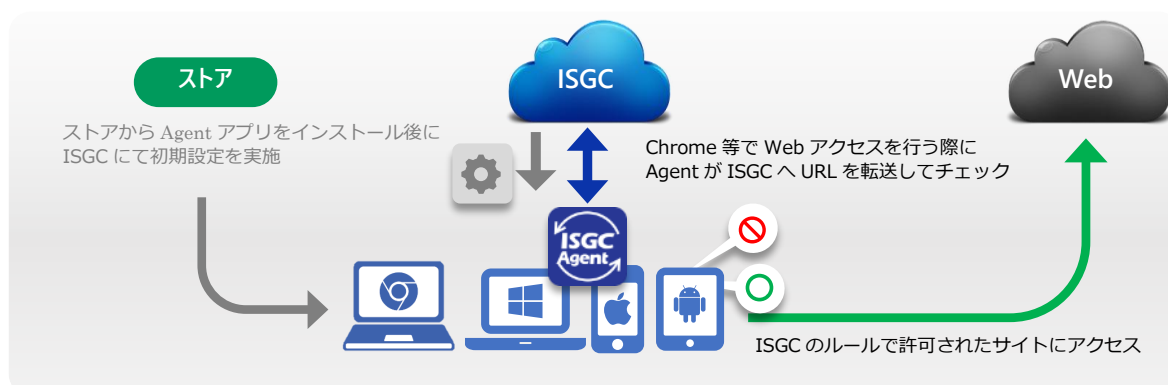 ストア
ISGC
Web
ストアから Agent アプリをインストール後に
ISGC にて初期設定を実施
Chrome 等で Web アクセスを行う際に
Agent が ISGC へ URL を転送してチェック
ISGC
Agent
ISGC のルールで許可されたサイトにアクセス